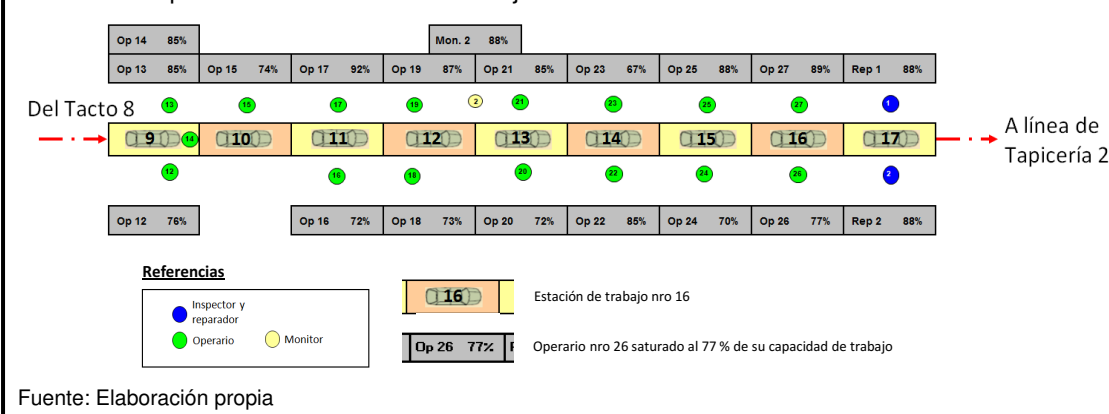 Op 14 85% Mon. 2 88%
Op 13 85% Op 15 74% Op 17 92% Op 19 87% Op 21 85% Op 23 67% Op 25 88% Op 27 89% Rep 1 88%
Del Tacto 8
13 15 17 19 2 21 23 25 27 1
9 14 10 11 12 13 14 15 16 17
A línea de
Tapicería 2
12 16 18 20 22 24 26 2
Op 12 76% Op 16 72% Op 18 73% Op 20 72% Op 22 85% Op 24 70% Op 26 77% Rep 2 88%
Referencias
Inspector y
reparador
Operario Monitor
16 Estación de trabajo nro 16
Op 26 77% Operario nro 26 saturado al 77 % de su capacidad de trabajo
Fuente: Elaboración propia